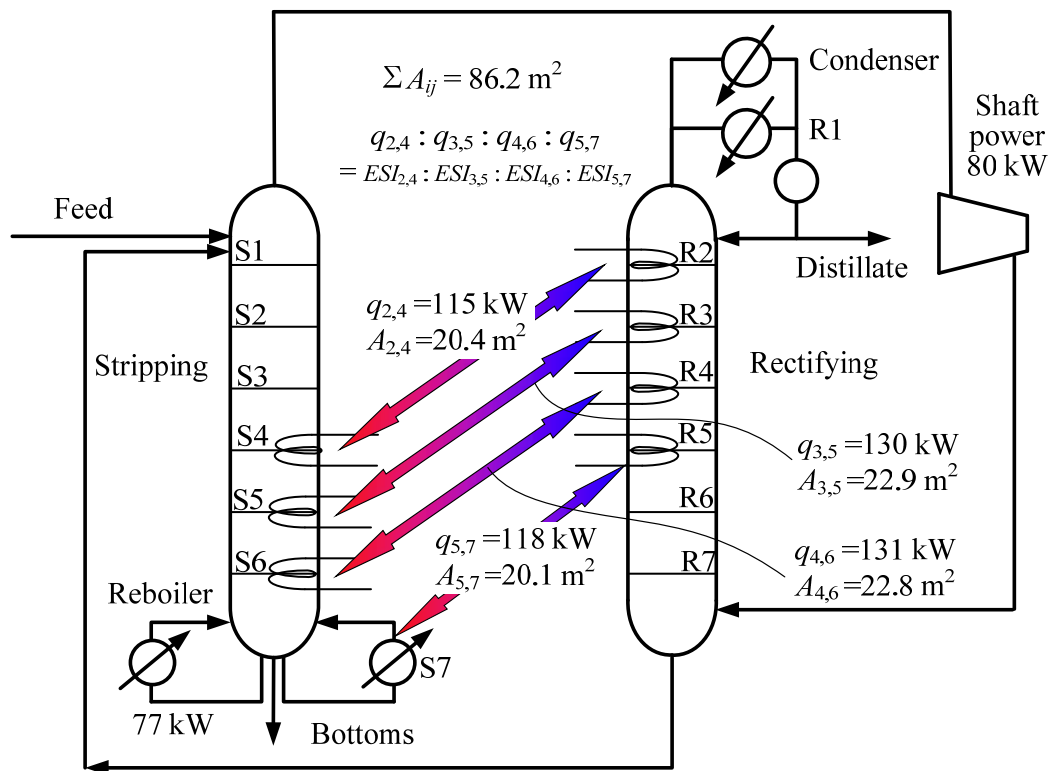 Σ A_ij = 86.2 m²
q_2,4 : q_3,5 : q_4,6 : q_5,7
= ESI_2,4 : ESI_3,5 : ESI_4,6 : ESI_5,7
Condenser
R1
Shaft
power
80 kW
Feed
Distillate
Stripping
Rectifying
S1
S2
S3
S4
S5
S6
S7
R2
R3
R4
R5
R6
R7
q_2,4 =115 kW
A_2,4 =20.4 m²
q_3,5 =130 kW
A_3,5 =22.9 m²
q_4,6 =131 kW
A_4,6 =22.8 m²
q_5,7 =118 kW
A_5,7 =20.1 m²
Reboiler
77 kW
Bottoms